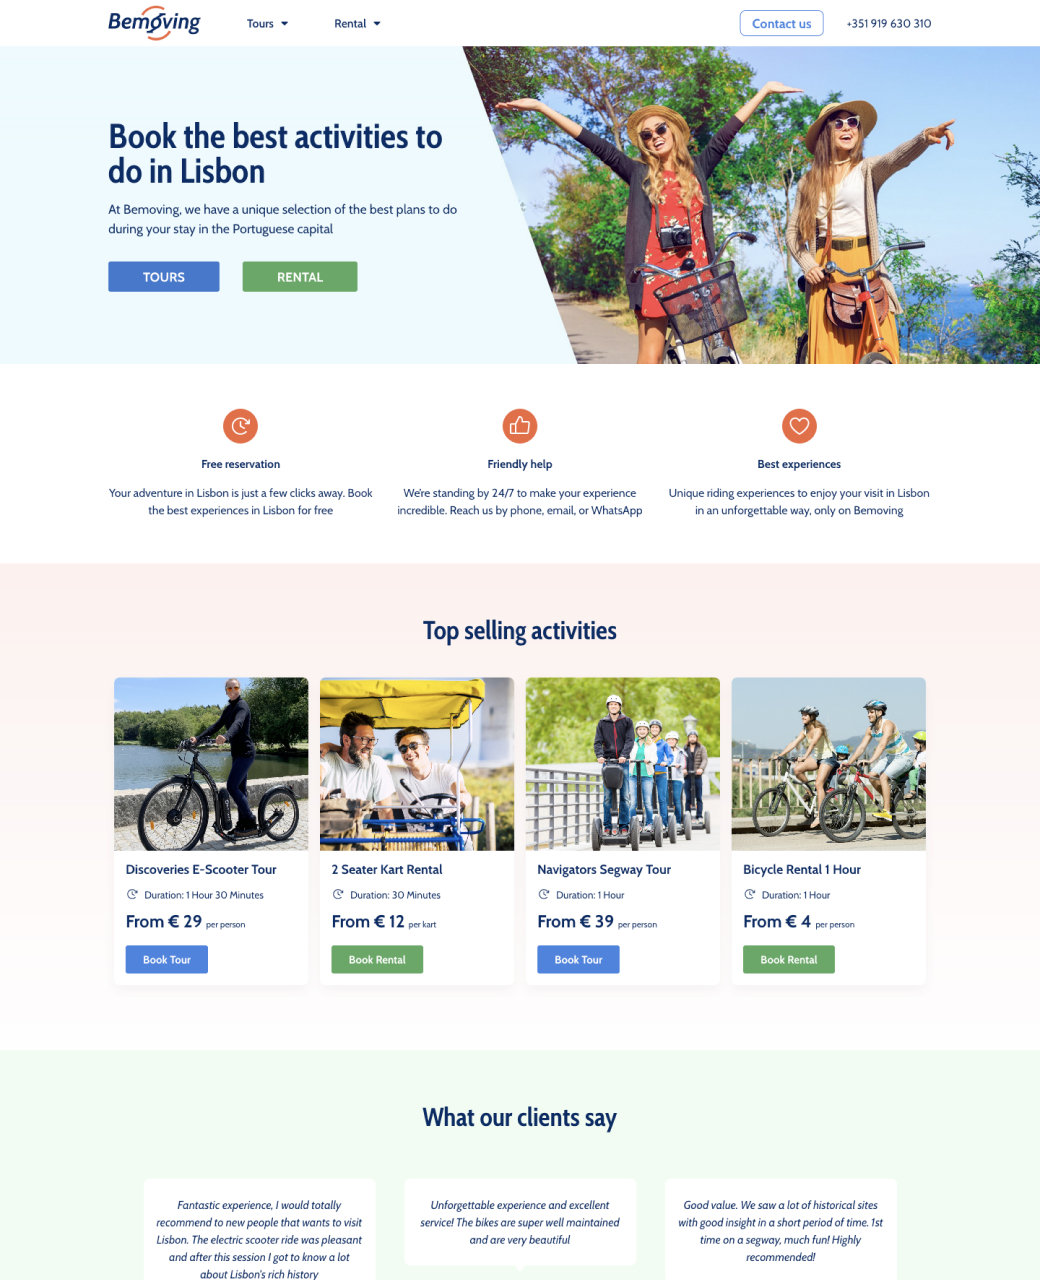 Bemoving
Tours
Rental
Contact us
+351 919 630 310
Book the best activities to
do in Lisbon
At Bemoving, we have a unique selection of the best plans to do
during your stay in the Portuguese capital
TOURS
RENTAL
Free reservation
Your adventure in Lisbon is just a few clicks away. Book
the best experiences in Lisbon for free
Friendly help
We're standing by 24/7 to make your experience
incredible. Reach us by phone, email, or WhatsApp
Best experiences
Unique riding experiences to enjoy your visit in Lisbon
in an unforgettable way, only on Bemoving
Top selling activities
Discoveries E-Scooter Tour
Duration: 1 Hour 30 Minutes
From € 29 per person
Book Tour
2 Seater Kart Rental
Duration: 30 Minutes
From € 12 per kart
Book Rental
Navigators Segway Tour
Duration: 1 Hour
From € 39 per person
Book Tour
Bicycle Rental 1 Hour
Duration: 1 Hour
From € 4 per person
Book Rental
What our clients say
Fantastic experience, I would totally
recommend to new people that wants to visit
Lisbon. The electric scooter ride was pleasant
and after this session I got to know a lot
about Lisbon's rich history
Unforgettable experience and excellent
service! The bikes are super well maintained
and are very beautiful
Good value. We saw a lot of historical sites
with good insight in a short period of time. 1st
time on a segway, much fun! Highly
recommended!